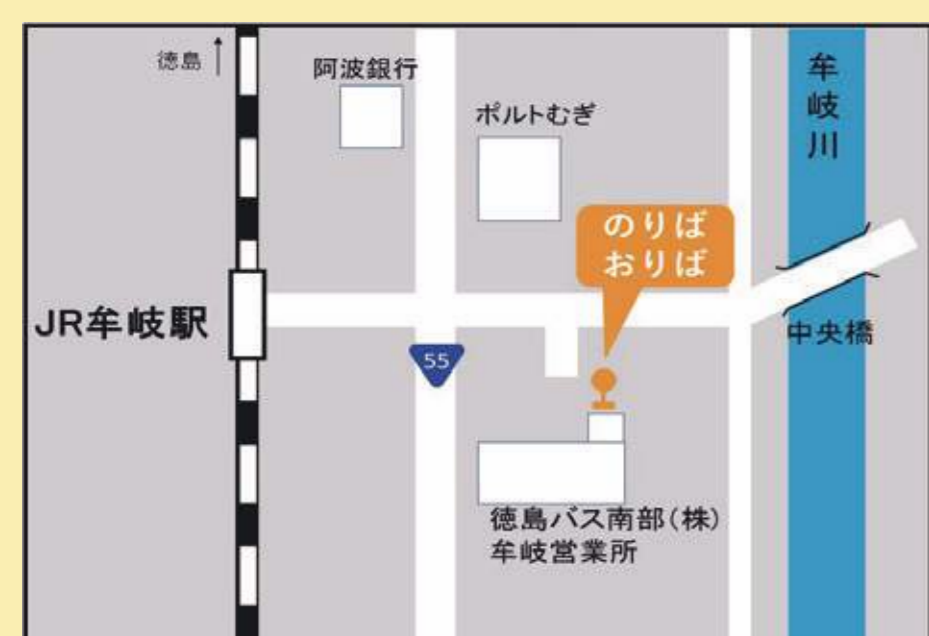 徳島
阿波銀行
ポルトむぎ
牟岐川
のりば
おりば
JR牟岐駅
中央橋
55
徳島バス南部(株)
牟岐営業所